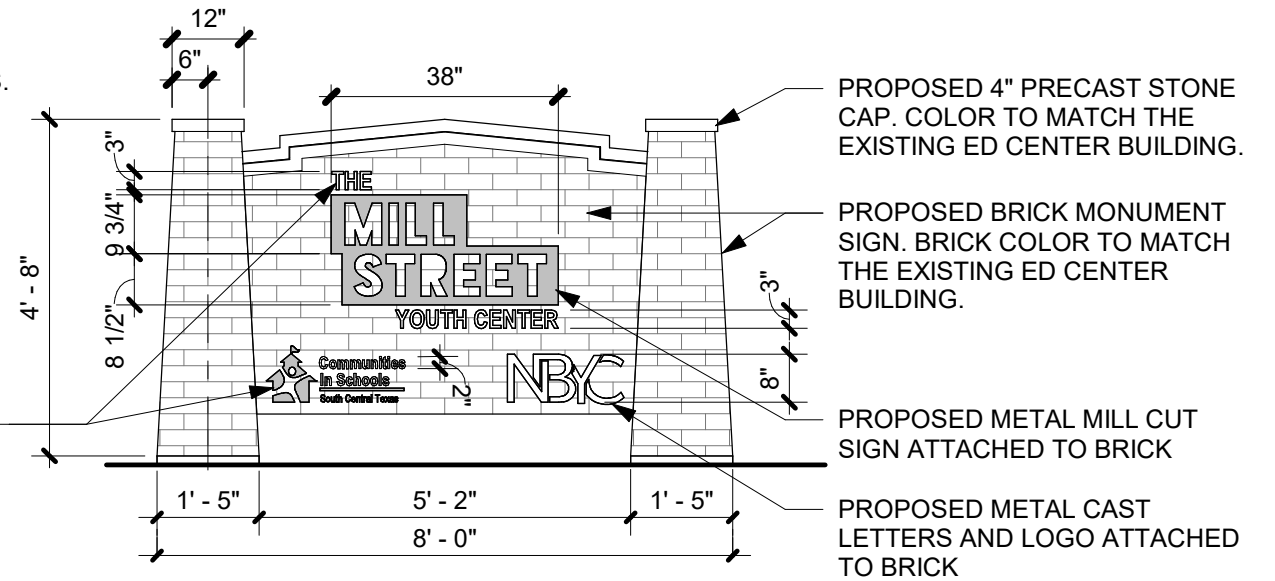 12"
6"
S.
38"
3"
9 3/4"
8 1/2"
4' - 8"
THE
MILL
STREET
YOUTH CENTER
Communities
In Schools
South Central Texas
2"
NBYC
3"
8"
1' - 5"
5' - 2"
1' - 5"
8' - 0"
PROPOSED 4" PRECAST STONE
CAP. COLOR TO MATCH THE
EXISTING ED CENTER BUILDING.
PROPOSED BRICK MONUMENT
SIGN. BRICK COLOR TO MATCH
THE EXISTING ED CENTER
BUILDING.
PROPOSED METAL MILL CUT
SIGN ATTACHED TO BRICK
PROPOSED METAL CAST
LETTERS AND LOGO ATTACHED
TO BRICK